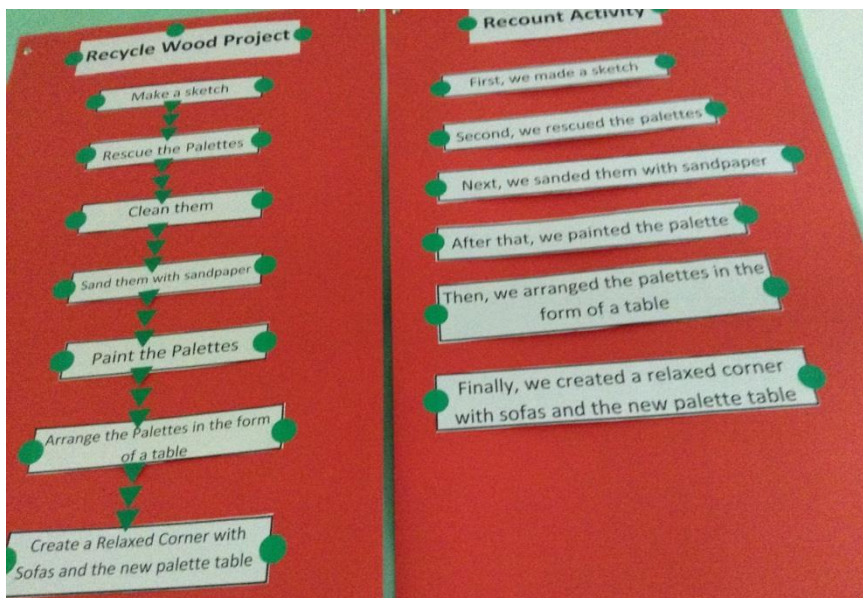 Recycle Wood Project
Make a sketch
Rescue the Palettes
Clean them
Sand them with sandpaper
Paint the Palettes
Arrange the Palettes in the form
of a table
Create a Relaxed Corner with
Sofas and the new palette table
Recount Activity
First, we made a sketch
Second, we rescued the palettes
Next, we sanded them with sandpaper
After that, we painted the palette
Then, we arranged the palettes in the
form of a table
Finally, we created a relaxed corner
with sofas and the new palette table